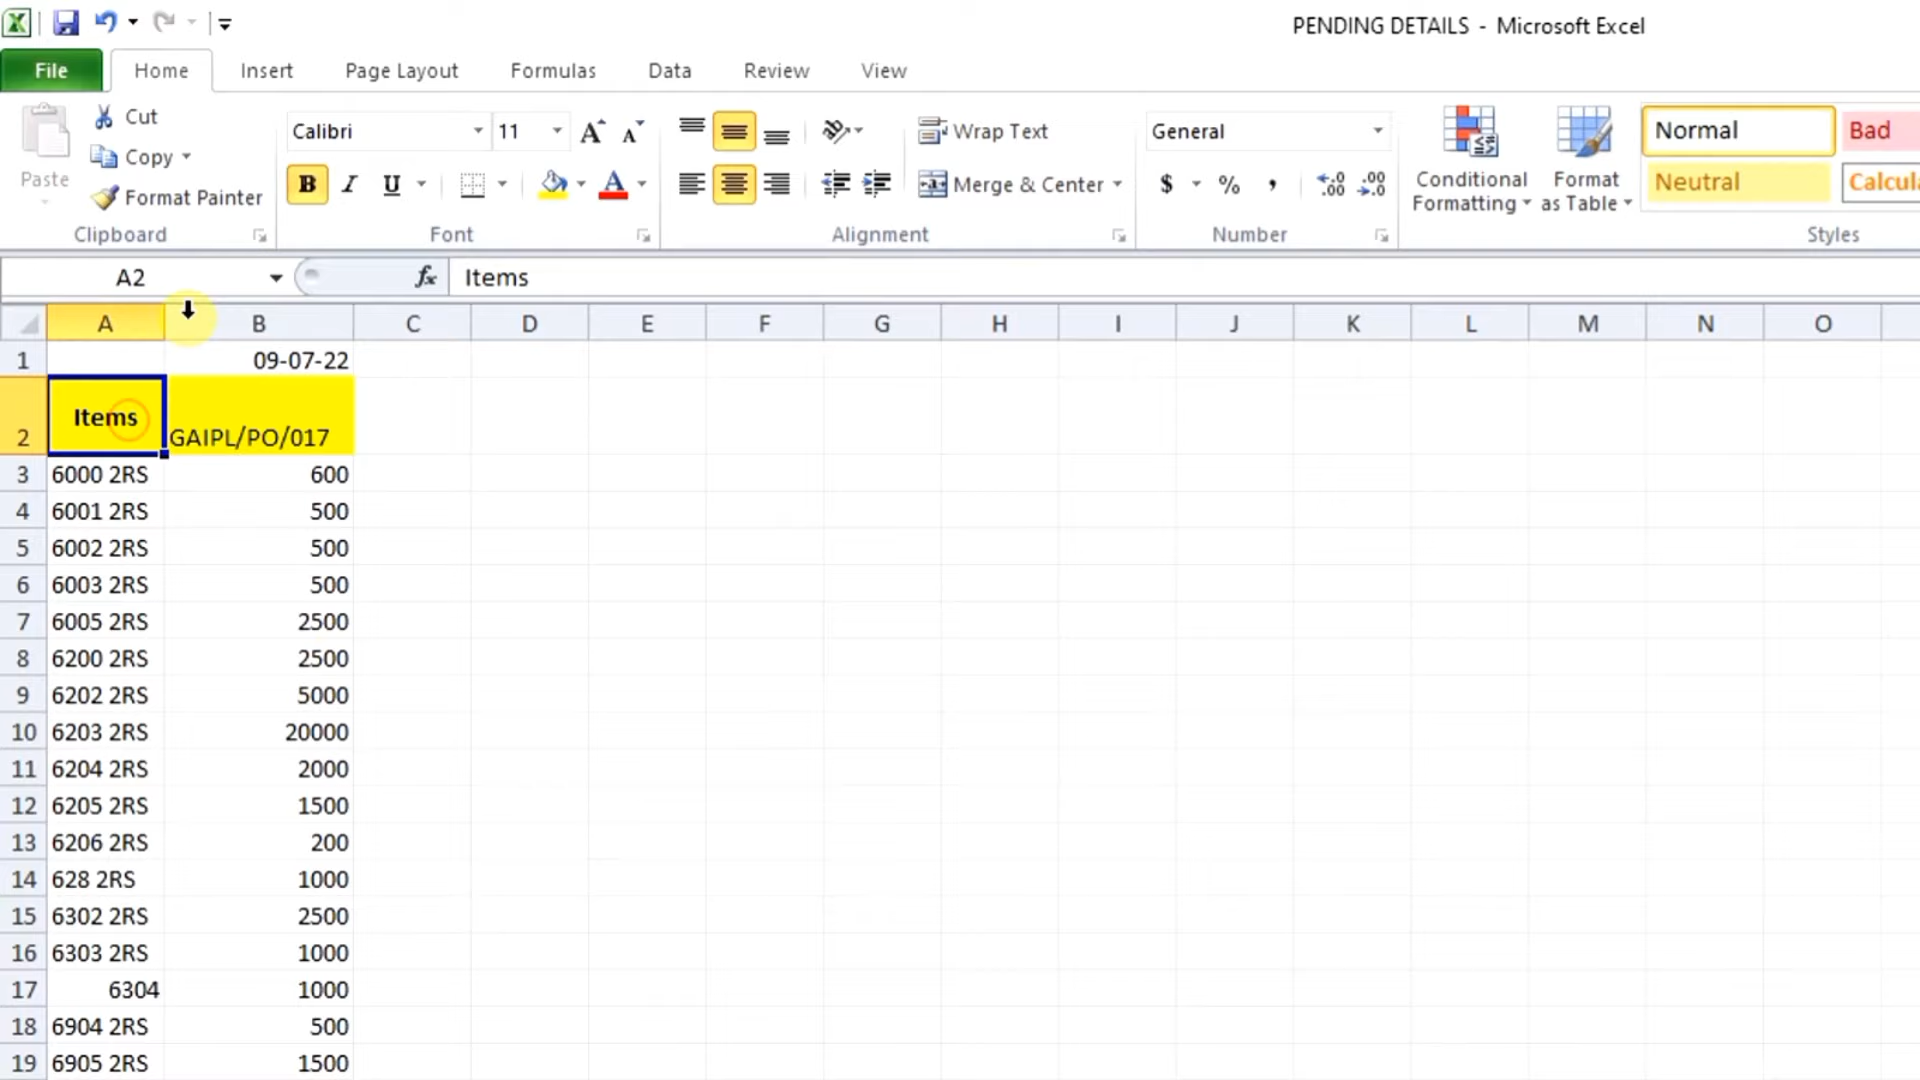 PENDING DETAILS - Microsoft Excel
File Home Insert Page Layout Formulas Data Review View
Paste Cut Copy Format Painter
Calibri 11 A A
B I U A
Wrap Text
Merge & Center
General
$ % , .00 .00
Conditional Formatting Format as Table
Normal Bad
Neutral
Clipboard Font Alignment Number Styles
A2 fx Items
A B C D E F G H I J K L M N O
1 09-07-22
2 Items GAIPL/PO/017
3 6000 2RS 600
4 6001 2RS 500
5 6002 2RS 500
6 6003 2RS 500
7 6005 2RS 2500
8 6200 2RS 2500
9 6202 2RS 5000
10 6203 2RS 20000
11 6204 2RS 2000
12 6205 2RS 1500
13 6206 2RS 200
14 628 2RS 1000
15 6302 2RS 2500
16 6303 2RS 1000
17 6304 1000
18 6904 2RS 500
19 6905 2RS 1500